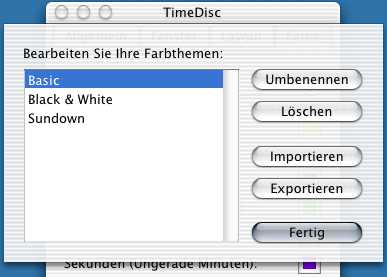 TimeDisc
Bearbeiten Sie Ihre Farbthemen:
Basic
Black & White
Sundown
Umbenennen
Löschen
Importieren
Exportieren
Fertig
Sekunden (Ungerade Minuten):